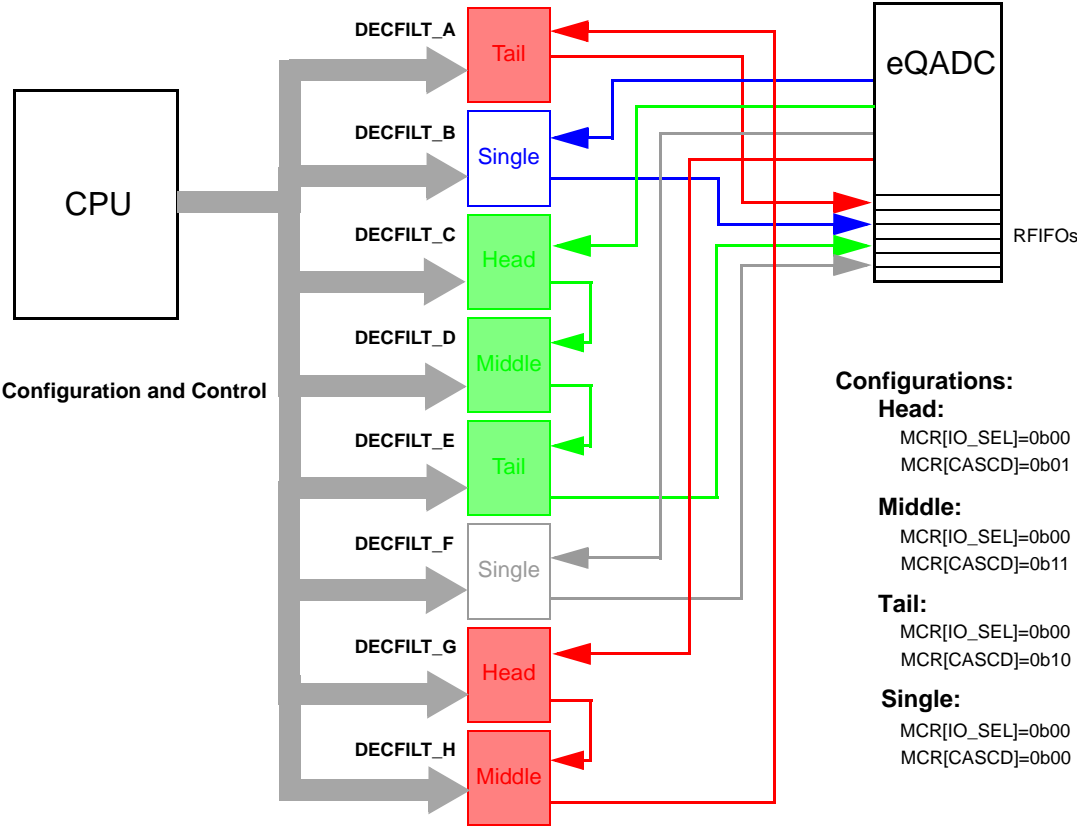 DECFILT_A
Tail
eQADC
DECFILT_B
Single
CPU
DECFILT_C
Head
RFIFOs
DECFILT_D
Middle
Configuration and Control
DECFILT_E
Tail
DECFILT_F
Single
DECFILT_G
Head
DECFILT_H
Middle
Configurations:
Head:
MCR[IO_SEL]=0b00
MCR[CASCD]=0b01
Middle:
MCR[IO_SEL]=0b00
MCR[CASCD]=0b11
Tail:
MCR[IO_SEL]=0b00
MCR[CASCD]=0b10
Single:
MCR[IO_SEL]=0b00
MCR[CASCD]=0b00